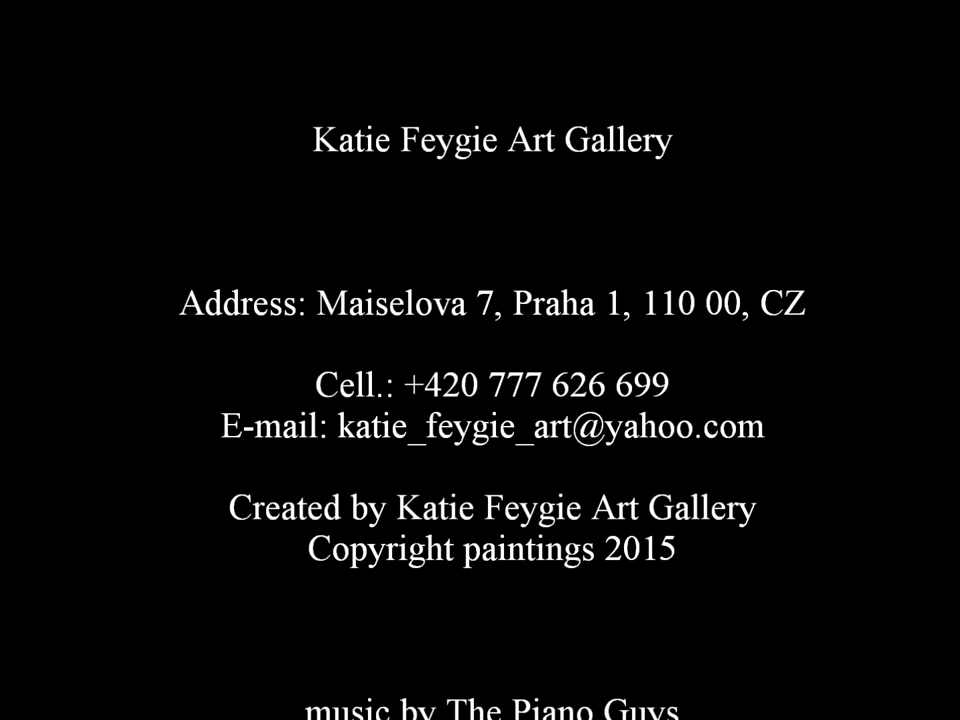 Katie Feygie Art Gallery
Address: Maiselova 7, Praha 1, 110 00, CZ
Cell.: +420 777 626 699
E-mail: katie_feygie_art@yahoo.com
Created by Katie Feygie Art Gallery
Copyright paintings 2015
music by The Piano Guys